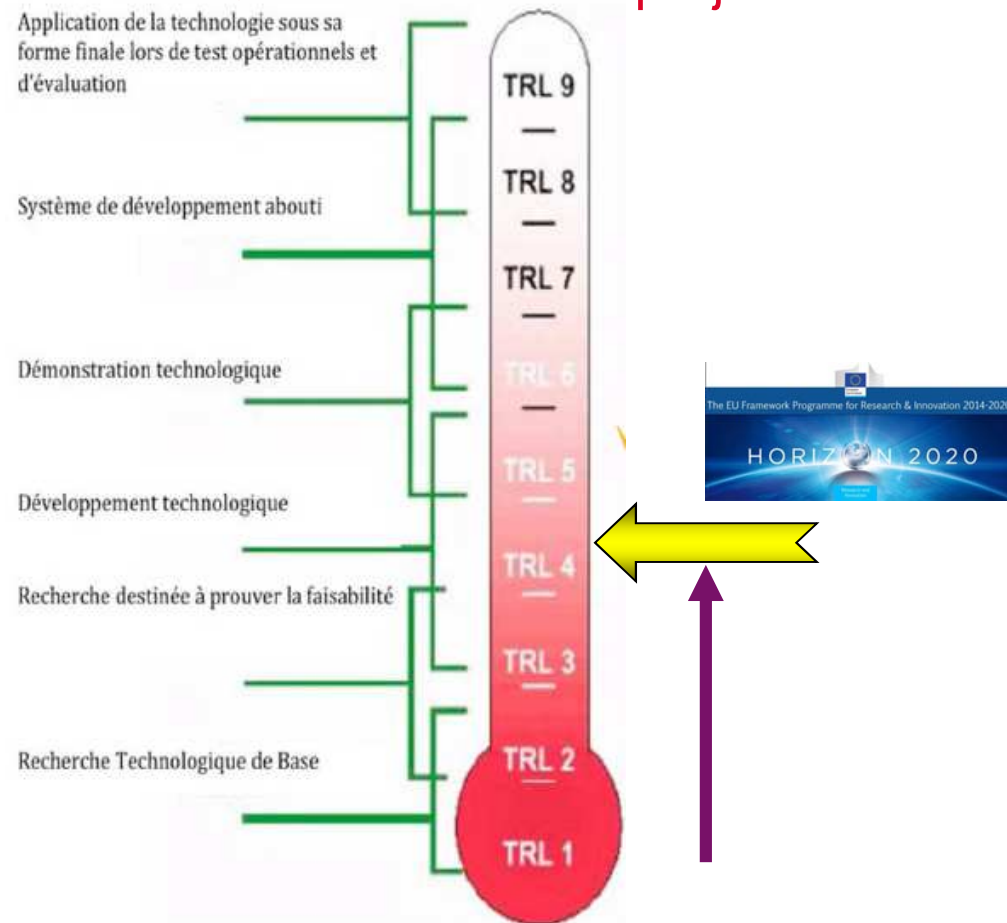 Application de la technologie sous sa
forme finale lors de test opérationnels et
d'évaluation
Système de développement abouti
Démonstration technologique
Développement technologique
Recherche destinée à prouver la faisabilité
Recherche Technologique de Base
TRL 9
TRL 8
TRL 7
TRL 6
TRL 5
TRL 4
TRL 3
TRL 2
TRL 1
The EU Framework Programme for Research & Innovation 2014-2020
HORIZON 2020